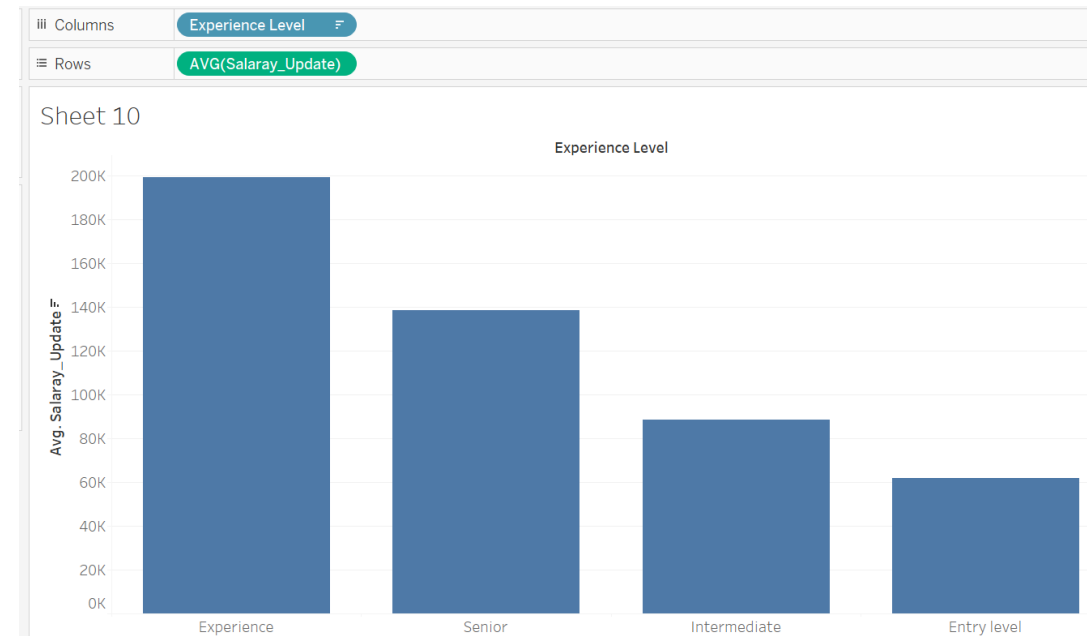 Columns
Experience Level
Rows
AVG(Salaray_Update)
Sheet 10
Experience Level
Avg. Salaray_Update
200K
180K
160K
140K
120K
100K
80K
60K
40K
20K
0K
Experience
Senior
Intermediate
Entry level